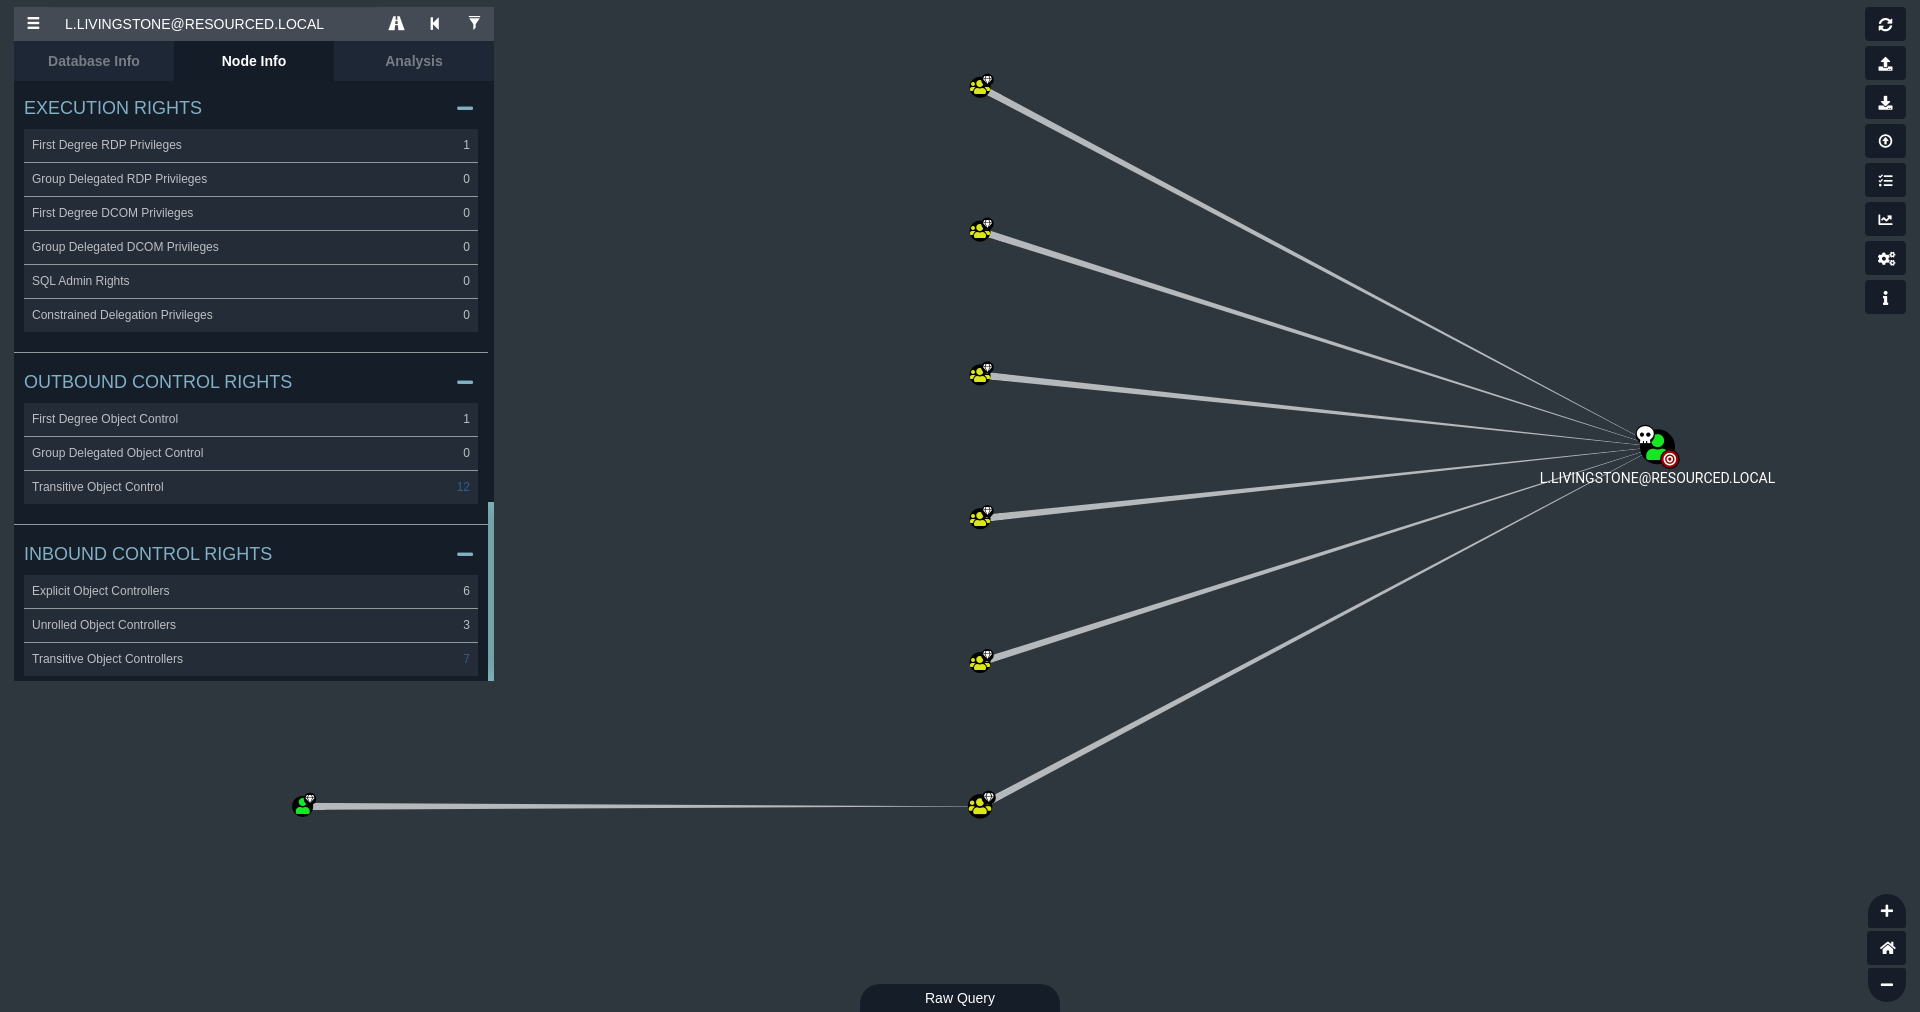 L.LIVINGSTONE@RESOURCED.LOCAL
Database Info Node Info Analysis
EXECUTION RIGHTS
First Degree RDP Privileges 1
Group Delegated RDP Privileges 0
First Degree DCOM Privileges 0
Group Delegated DCOM Privileges 0
SQL Admin Rights 0
Constrained Delegation Privileges 0
OUTBOUND CONTROL RIGHTS
First Degree Object Control 1
Group Delegated Object Control 0
Transitive Object Control 12
INBOUND CONTROL RIGHTS
Explicit Object Controllers 6
Unrolled Object Controllers 3
Transitive Object Controllers 7
L.LIVINGSTONE@RESOURCED.LOCAL
Raw Query